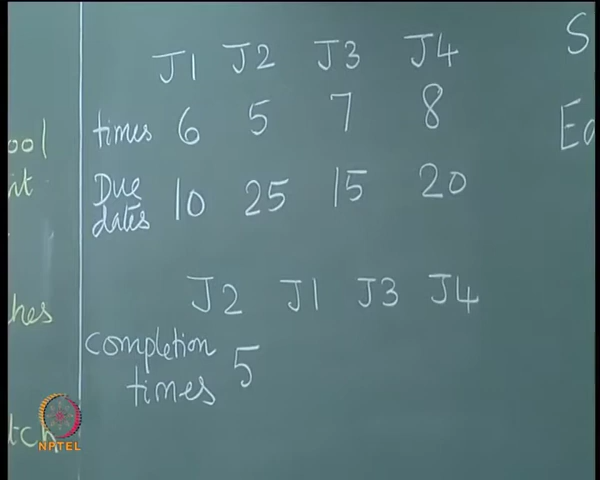 J1 J2 J3 J4
times 6 5 7 8
Due
dates 10 25 15 20
J2 J1 J3 J4
completion
times 5
ool
it
hes
tch
S
Ea
NPTEL